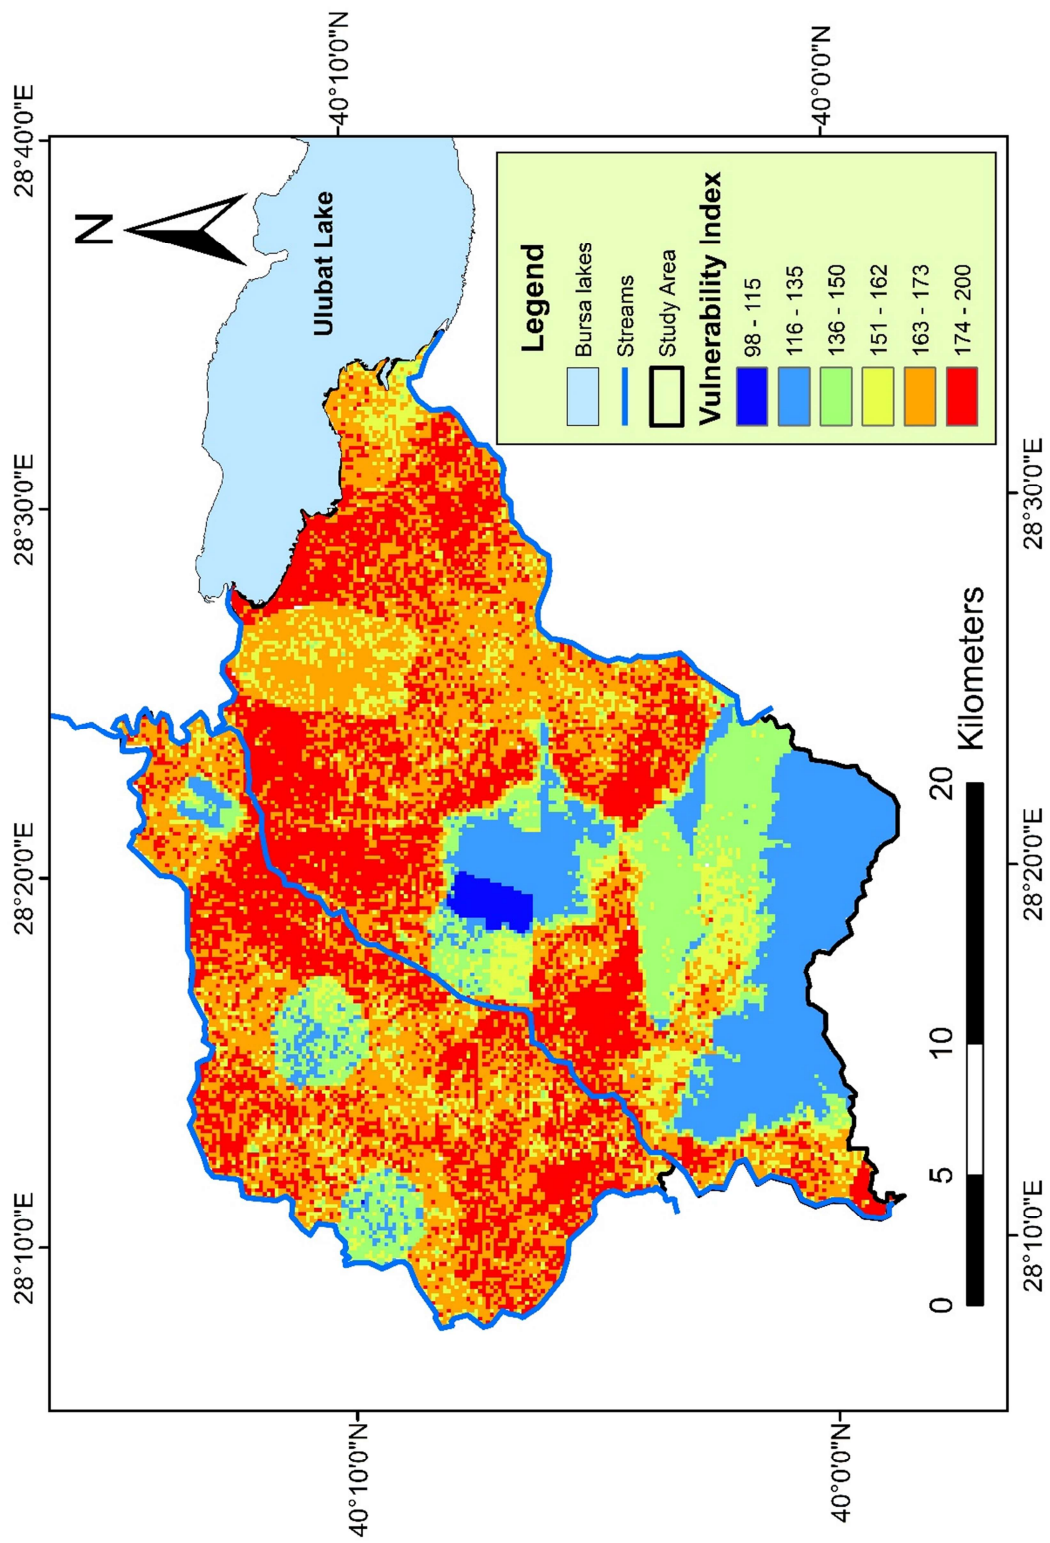 28°10'0"E
28°20'0"E
28°30'0"E
28°40'0"E
N
40°10'0"N
40°10'0"N
Ulubat Lake
Legend
Bursa lakes
Streams
Study Area
Vulnerability Index
98 - 115
116 - 135
136 - 150
151 - 162
163 - 173
174 - 200
40°0'0"N
40°0'0"N
0
5
10
20
Kilometers
28°10'0"E
28°20'0"E
28°30'0"E